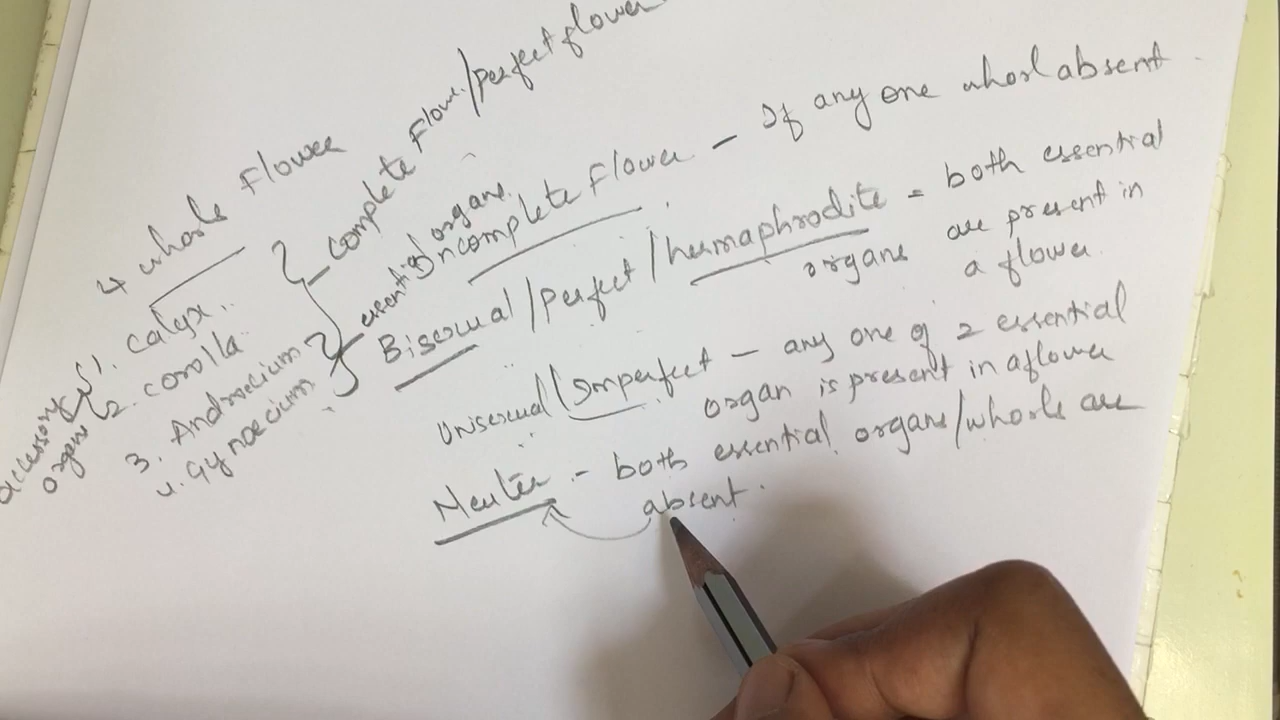 4 whorls Flower
accessory organs
1. Calyx.
2. corolla.
3. Androecium
4. Gynoecium
essential organs.
Complete Flower/perfect flower
Incomplete Flower - If any one whorl absent
Bisexual/perfect/hermaphrodite = both essential
organs are present in
a flower.
Unisexual/Imperfect - any one of 2 essential
organ is present in a flower
Neuter - both essential organs/whorls are
absent.